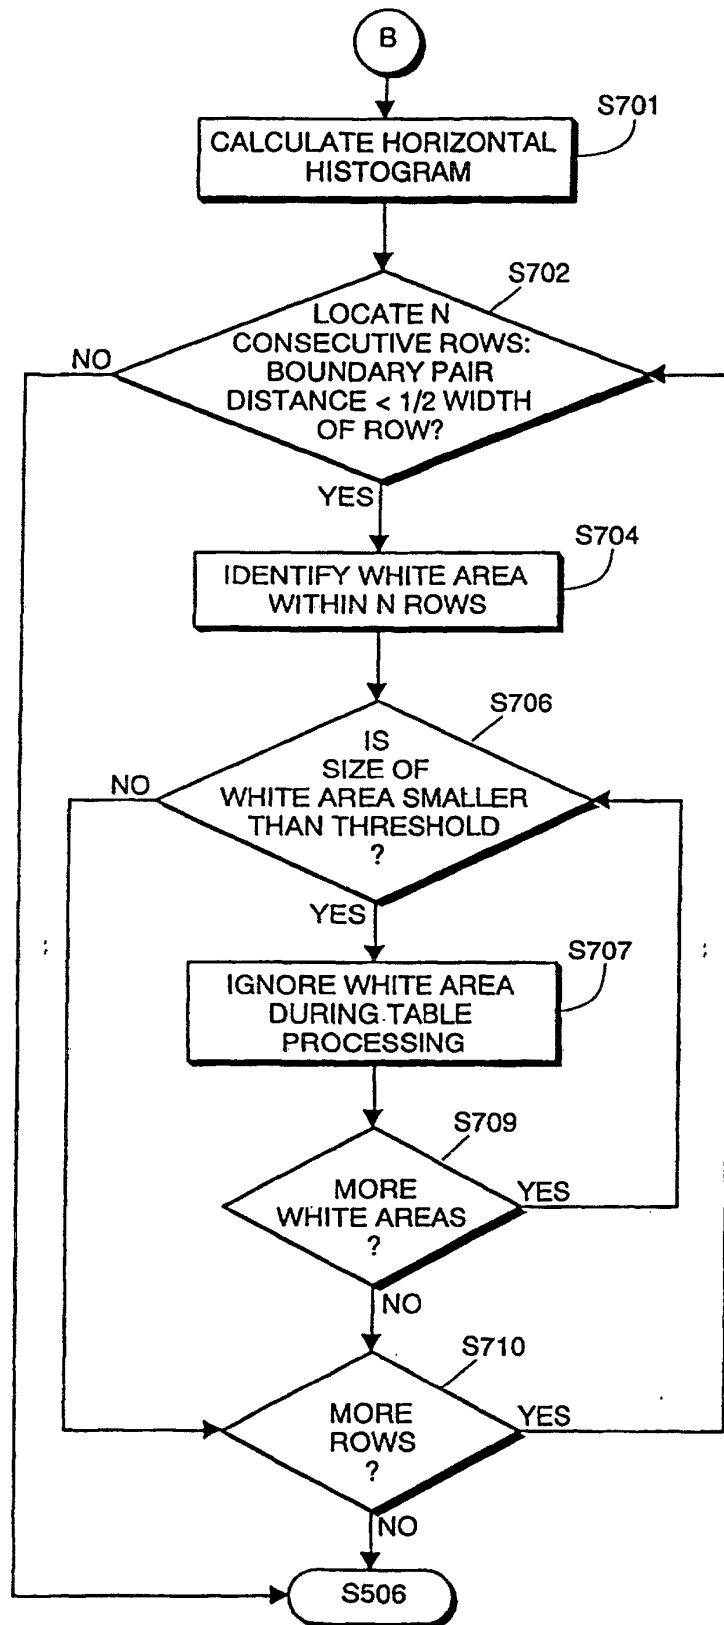 B
S701
CALCULATE HORIZONTAL
HISTOGRAM
S702
LOCATE N
CONSECUTIVE ROWS:
BOUNDARY PAIR
DISTANCE < 1/2 WIDTH
OF ROW?
NO
YES
S704
IDENTIFY WHITE AREA
WITHIN N ROWS
S706
IS
SIZE OF
WHITE AREA SMALLER
THAN THRESHOLD
?
NO
YES
S707
IGNORE WHITE AREA
DURING TABLE
PROCESSING
S709
MORE
WHITE AREAS
?
YES
NO
S710
MORE
ROWS
?
YES
NO
S506